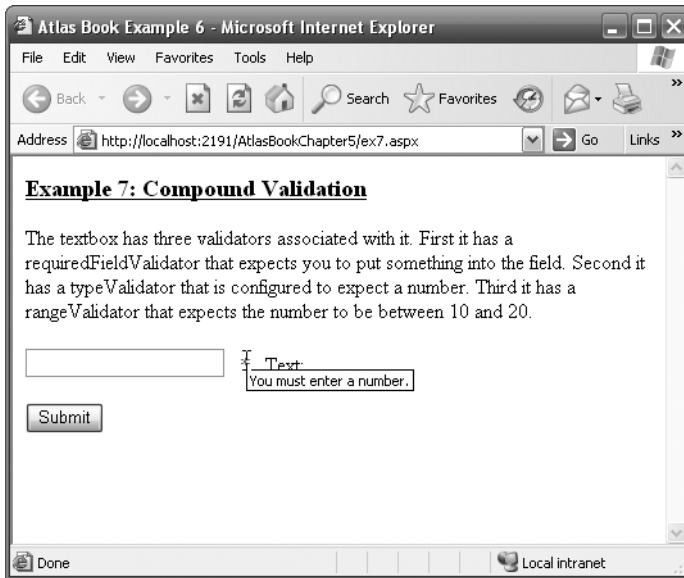 Atlas Book Example 6 - Microsoft Internet Explorer
File Edit View Favorites Tools Help
Back Search Favorites »
Address http://localhost:2191/AtlasBookChapter5/ex7.aspx Go Links »
Example 7: Compound Validation
The textbox has three validators associated with it. First it has a
requiredFieldValidator that expects you to put something into the field. Second it
has a typeValidator that is configured to expect a number. Third it has a
rangeValidator that expects the number to be between 10 and 20.
* Text:
You must enter a number.
Submit
Done Local intranet